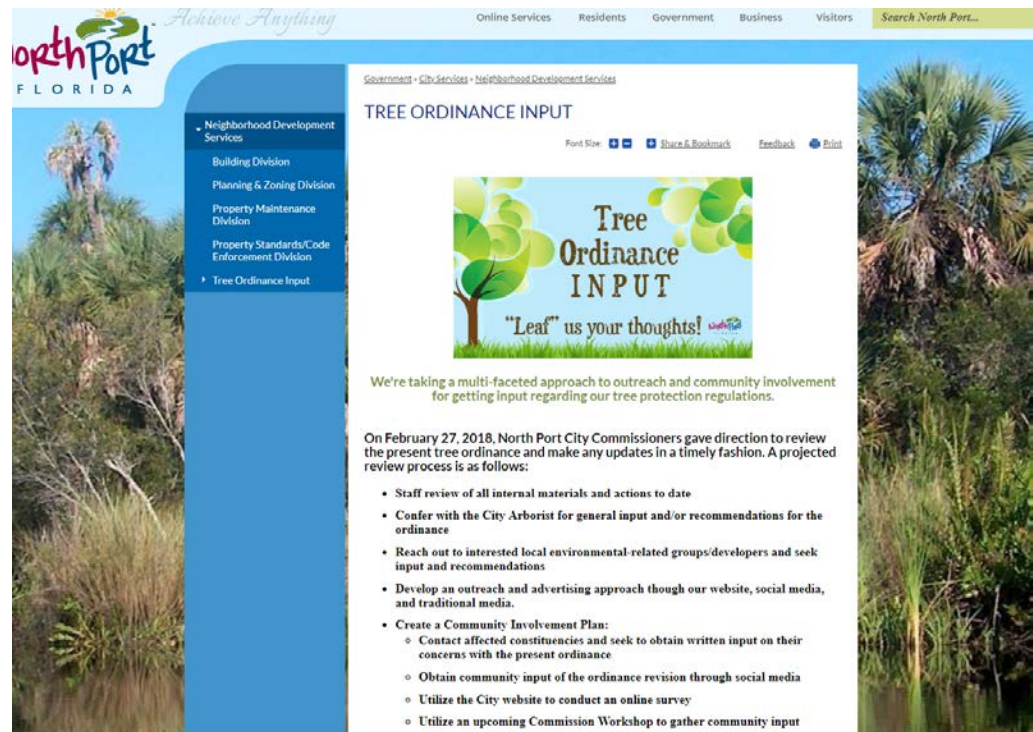 Achieve Anything
Online Services Residents Government Business Visitors Search North Port...
North Port
FLORIDA
Government » City Services » Neighborhood Development Services
TREE ORDINANCE INPUT
Font Size: + - + Share & Bookmark Feedback Print
Neighborhood Development
Services
Building Division
Planning & Zoning Division
Property Maintenance
Division
Property Standards/Code
Enforcement Division
Tree Ordinance Input
Tree
Ordinance
INPUT
"Leaf" us your thoughts! NorthPort
We're taking a multi-faceted approach to outreach and community involvement
for getting input regarding our tree protection regulations.
On February 27, 2018, North Port City Commissioners gave direction to review
the present tree ordinance and make any updates in a timely fashion. A projected
review process is as follows:
• Staff review of all internal materials and actions to date
• Confer with the City Arborist for general input and/or recommendations for the
ordinance
• Reach out to interested local environmental-related groups/developers and seek
input and recommendations
• Develop an outreach and advertising approach though our website, social media,
and traditional media.
• Create a Community Involvement Plan:
◦ Contact affected constituencies and seek to obtain written input on their
concerns with the present ordinance
◦ Obtain community input of the ordinance revision through social media
◦ Utilize the City website to conduct an online survey
◦ Utilize an upcoming Commission Workshop to gather community input